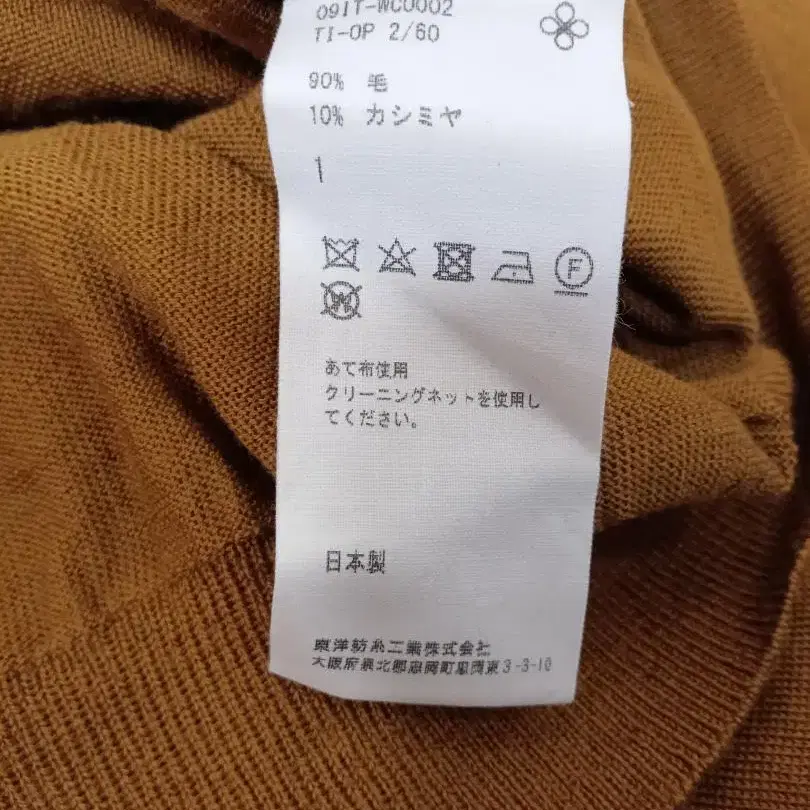 09IT-WC0002
TI-OP 2/60
90% 毛
10% カシミヤ
1
F
W
あて布使用
クリーニングネットを使用し
てください。
日本製
東洋紡糸工業株式会社
大阪府泉北郡忠岡町忠岡東3-3-10